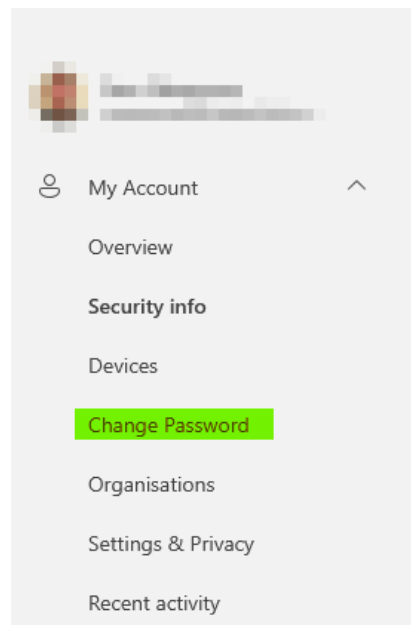 My Account
Overview
Security info
Devices
Change Password
Organisations
Settings & Privacy
Recent activity